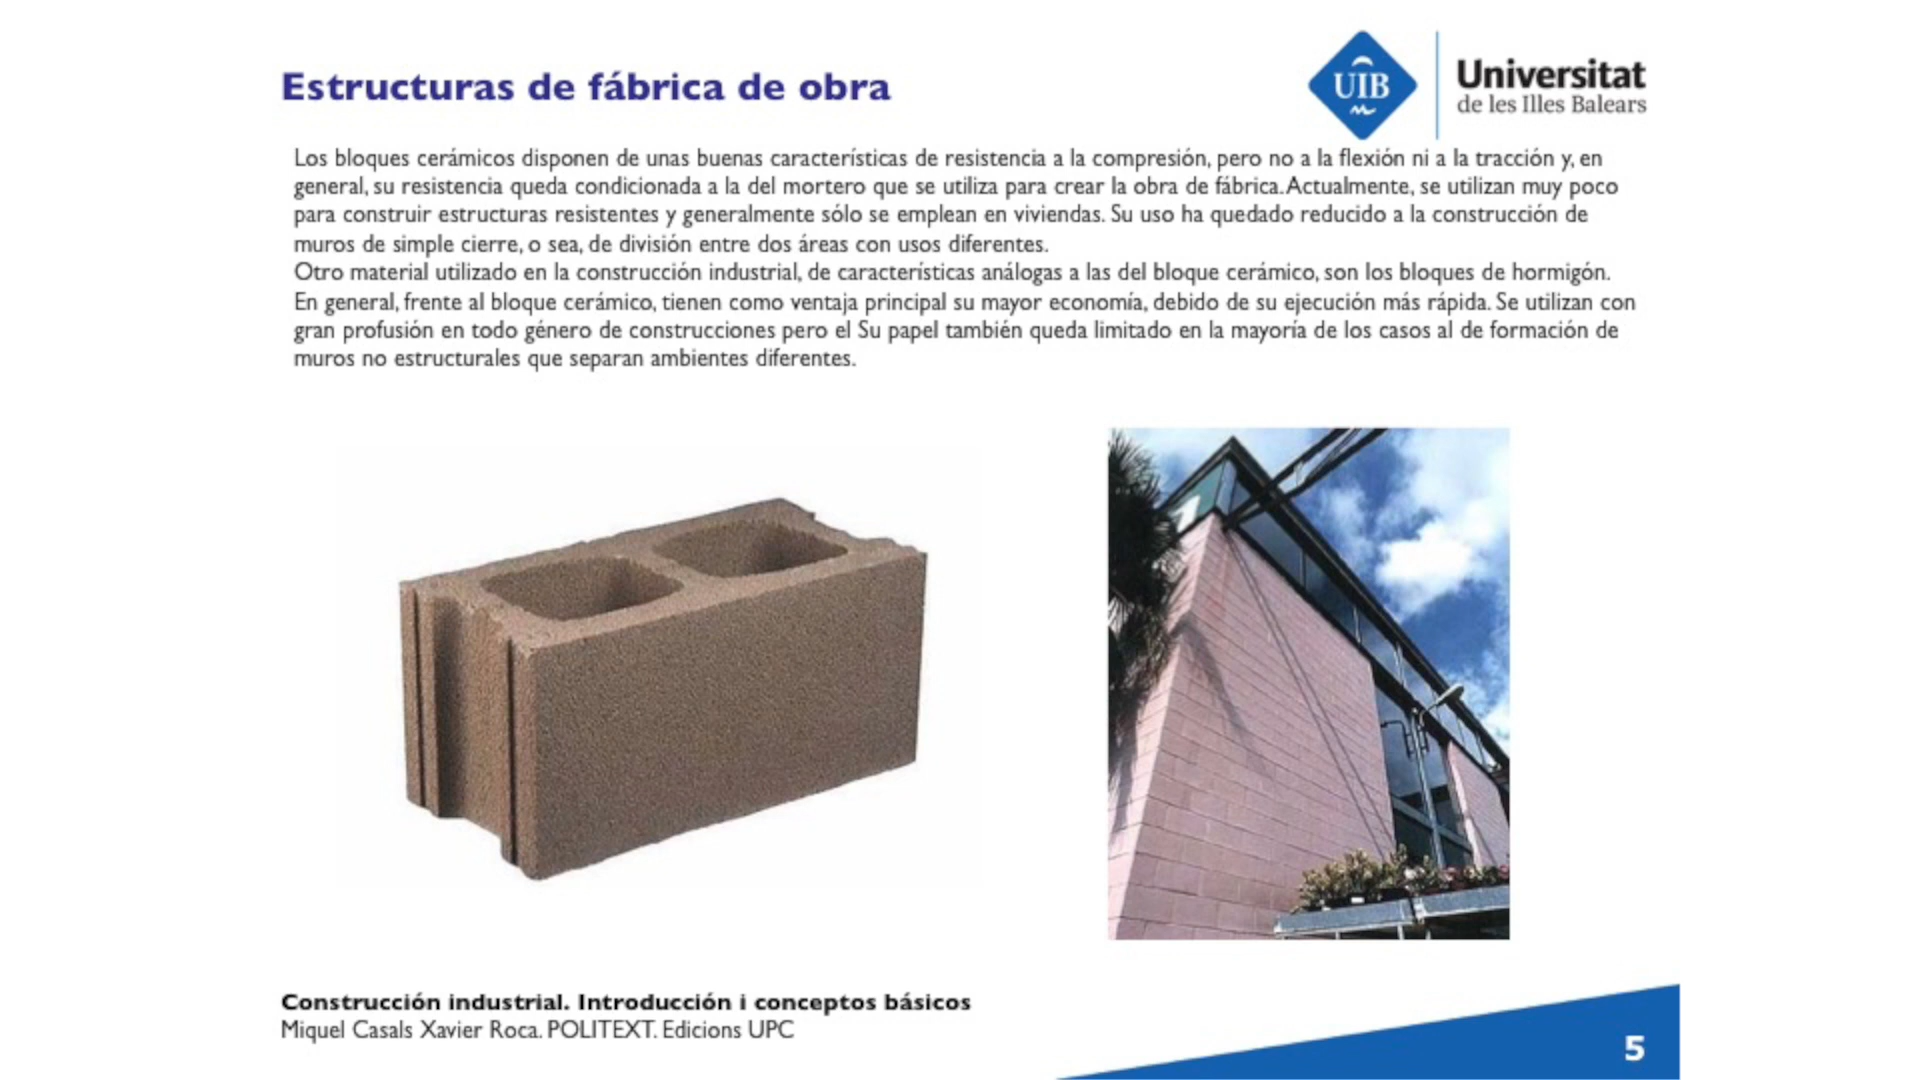 Estructuras de fábrica de obra
UIB
Universitat
de les Illes Balears
Los bloques cerámicos disponen de unas buenas características de resistencia a la compresión, pero no a la flexión ni a la tracción y, en
general, su resistencia queda condicionada a la del mortero que se utiliza para crear la obra de fábrica. Actualmente, se utilizan muy poco
para construir estructuras resistentes y generalmente sólo se emplean en viviendas. Su uso ha quedado reducido a la construcción de
muros de simple cierre, o sea, de división entre dos áreas con usos diferentes.
Otro material utilizado en la construcción industrial, de características análogas a las del bloque cerámico, son los bloques de hormigón.
En general, frente al bloque cerámico, tienen como ventaja principal su mayor economía, debido de su ejecución más rápida. Se utilizan con
gran profusión en todo género de construcciones pero el Su papel también queda limitado en la mayoría de los casos al de formación de
muros no estructurales que separan ambientes diferentes.
Construcción industrial. Introducción i conceptos básicos
Miquel Casals Xavier Roca. POLITEXT. Edicions UPC
5